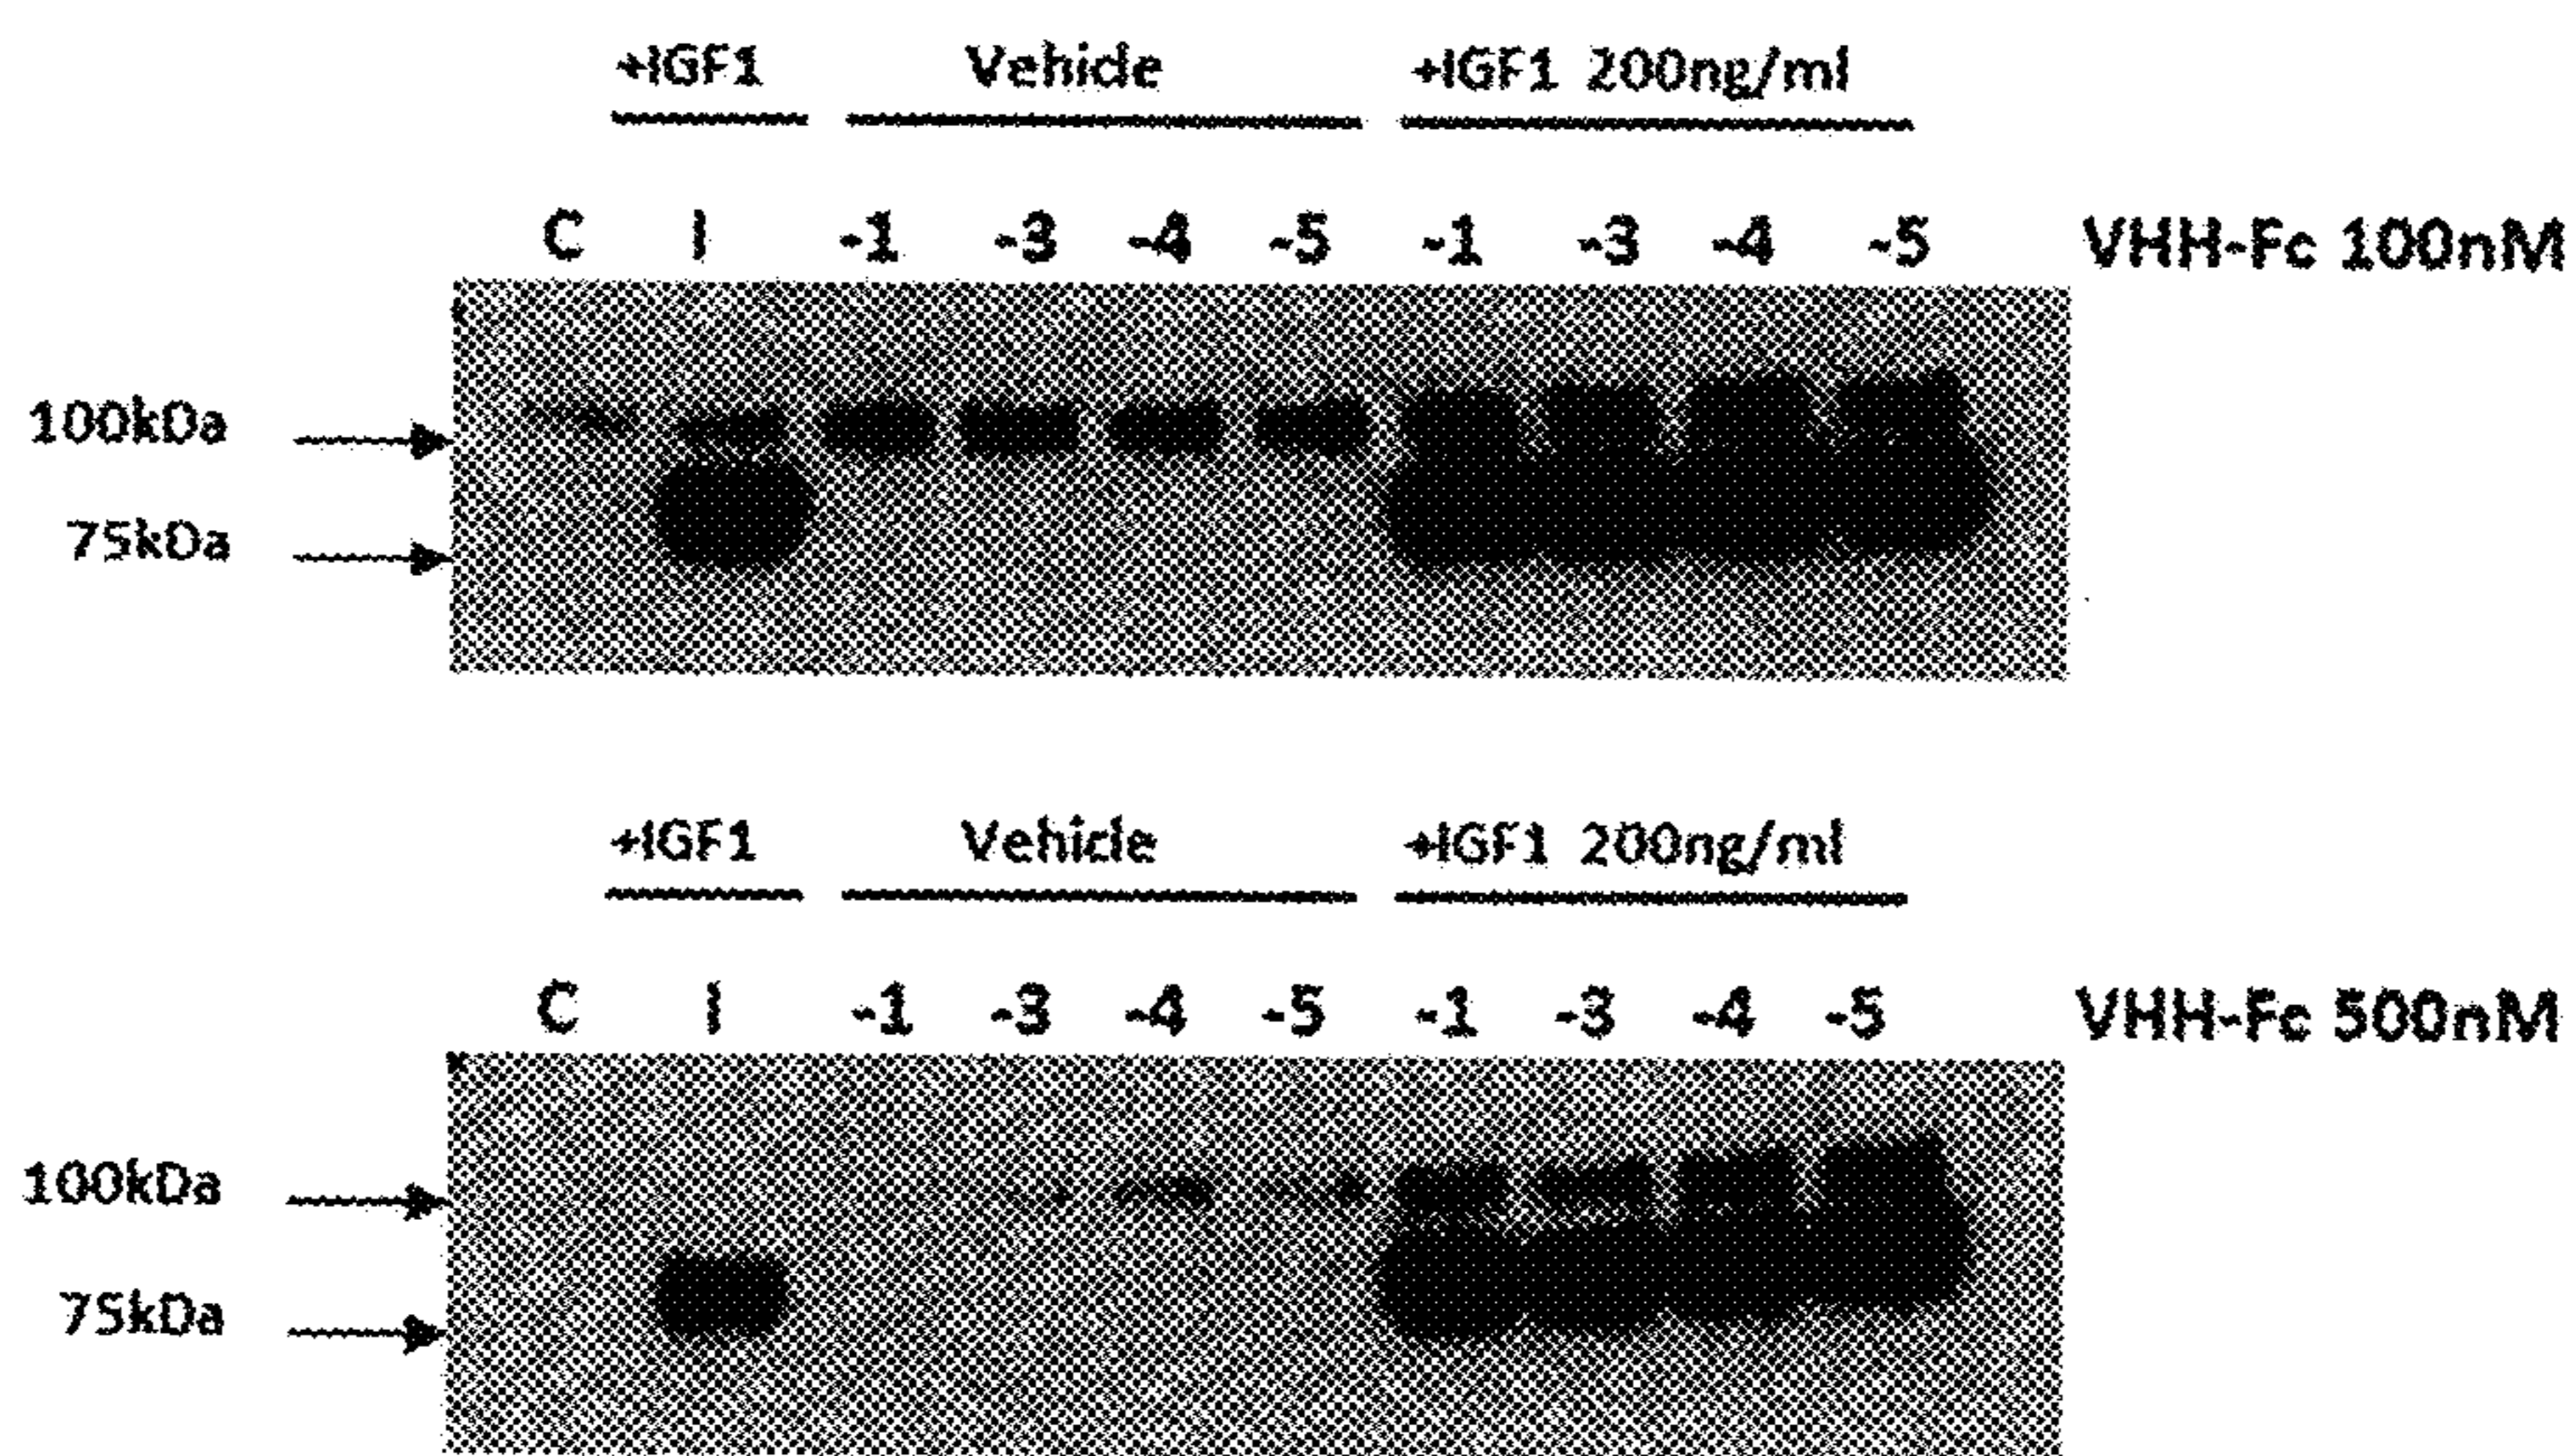 +IGF1 Vehicle +IGF1 200ng/ml
C I -1 -3 -4 -5 -1 -3 -4 -5 VHH-Fc 100nM
100kDa
75kDa
+IGF1 Vehicle +IGF1 200ng/ml
C I -1 -3 -4 -5 -1 -3 -4 -5 VHH-Fc 500nM
100kDa
75kDa